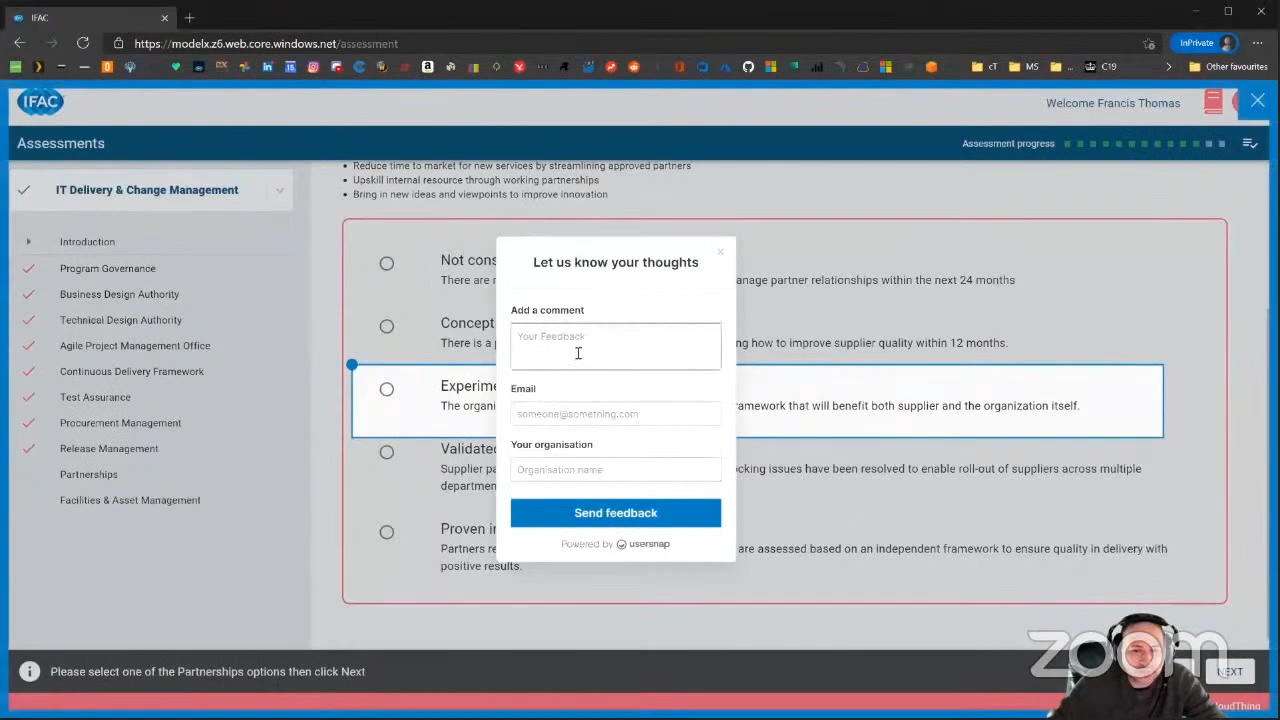 IFAC
https://modelx.z6.web.core.windows.net/assessment
InPrivate
cT
MS
C19
Other favourites
IFAC
Welcome Francis Thomas
Assessments
Assessment progress
IT Delivery & Change Management
Introduction
Program Governance
Business Design Authority
Technical Design Authority
Agile Project Management Office
Continuous Delivery Framework
Test Assurance
Procurement Management
Release Management
Partnerships
Facilities & Asset Management
Reduce time to market for new services by streamlining approved partners
Upskill internal resource through working partnerships
Bring in new ideas and viewpoints to improve innovation
Not cons
There are
anage partner relationships within the next 24 months
Concept
There is a p
ng how to improve supplier quality within 12 months.
Experime
The organi
ramework that will benefit both supplier and the organization itself.
Validated
Supplier pa
ocking issues have been resolved to enable roll-out of suppliers across multiple
departmen
Proven i
Partners re
are assessed based on an independent framework to ensure quality in delivery with
positive results.
Let us know your thoughts
Add a comment
Your Feedback
Email
someone@something.com
Your organisation
Organisation name
Send feedback
Powered by usersnap
Please select one of the Partnerships options then click Next
NEXT
zoom
loudThing